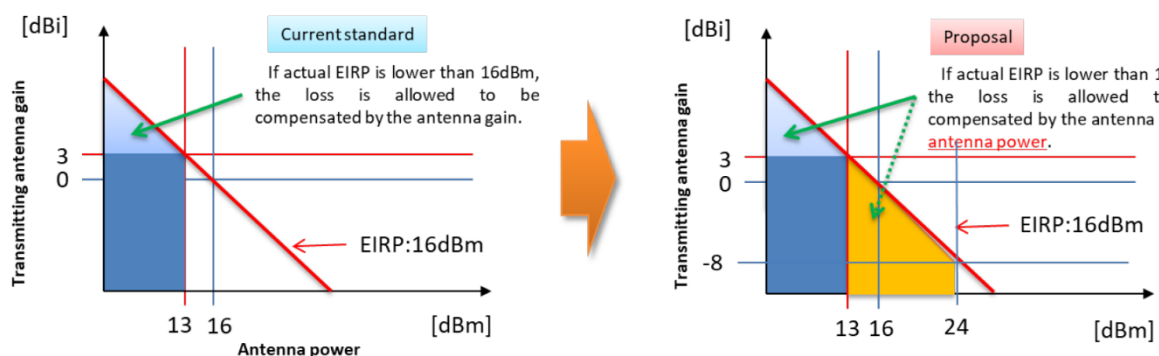 [dBi]
Current standard
If actual EIRP is lower than 16dBm,
the loss is allowed to be
compensated by the antenna gain.
Transmitting antenna gain
3
0
EIRP:16dBm
13
16
[dBm]
Antenna power
[dBi]
Proposal
If actual EIRP is lower than 1
the loss is allowed t
compensated by the antenna
antenna power.
Transmitting antenna gain
3
0
-8
EIRP:16dBm
13
16
24
[dBm]